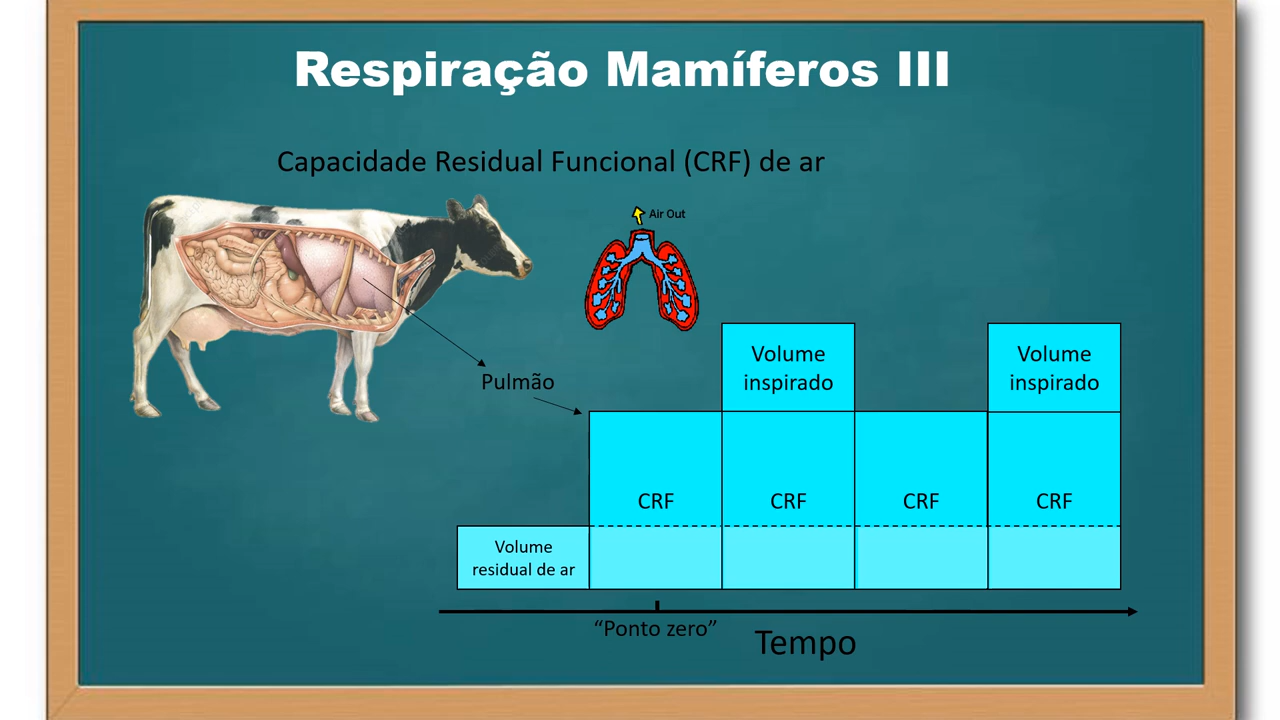 Respiração Mamíferos III
Capacidade Residual Funcional (CRF) de ar
Air Out
Pulmão
Volume
inspirado
Volume
inspirado
CRF
CRF
CRF
CRF
Volume
residual de ar
“Ponto zero”
Tempo